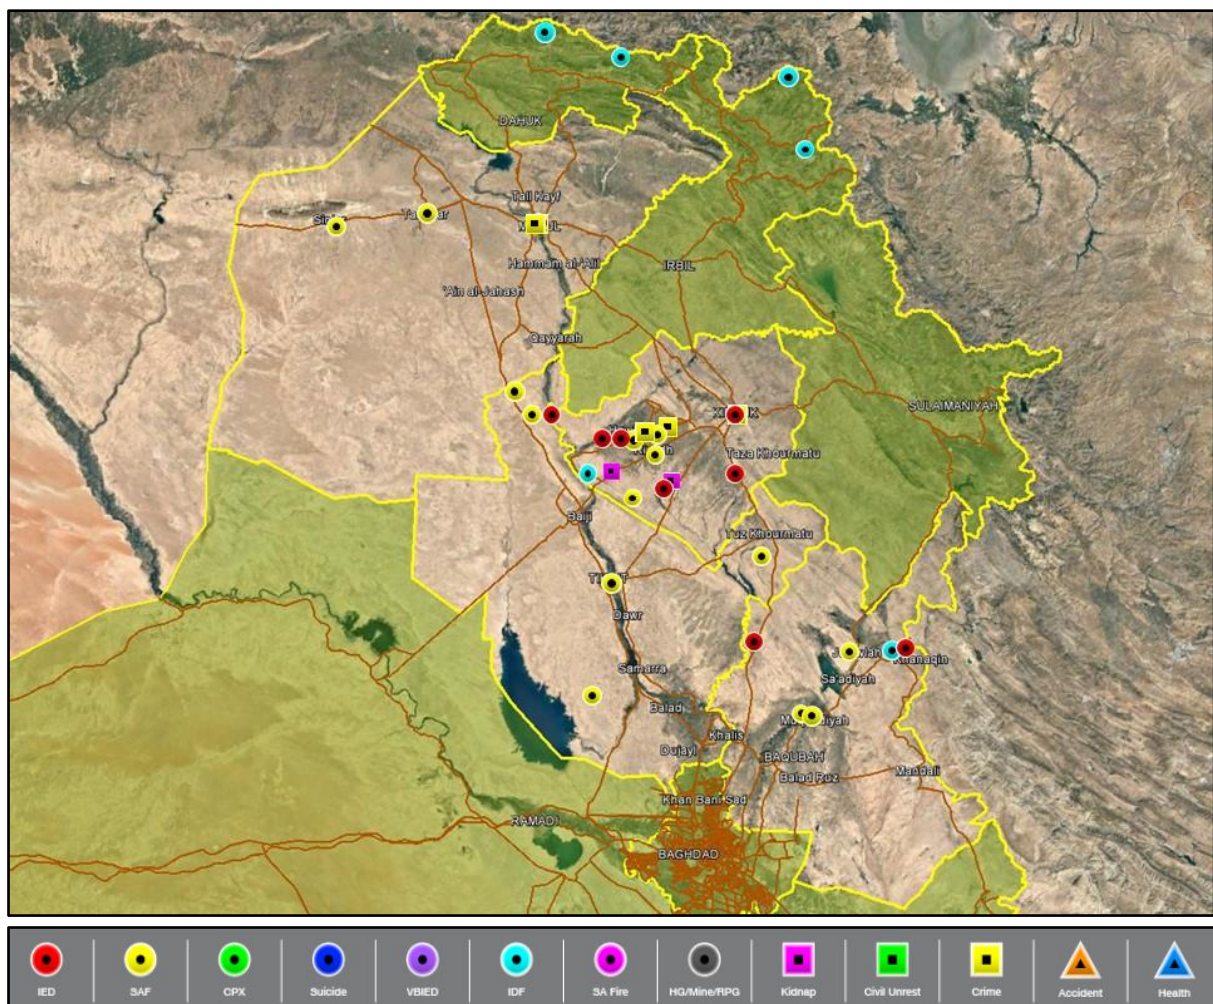 DAHUK
Tall Kayf
Hammam al-'Alil
IRBIL
'Ain al-Jahash
Qayyarah
SULAIMANIYAH
Taza Khourmatu
Baiji
Tuz Khourmatu
Dawr
Khanaqin
Samarra
Sa'adiyah
Balad
Khalis
Dujayl
BAQUBAH
Mandali
Balad Ruz
Khan Bani Sad
RAMADI
BAGHDAD
IED SAF CPX Suicide VBIED IDF SA Fire HG/Mine/RPG Kidnap Civil Unrest Crime Accident Health